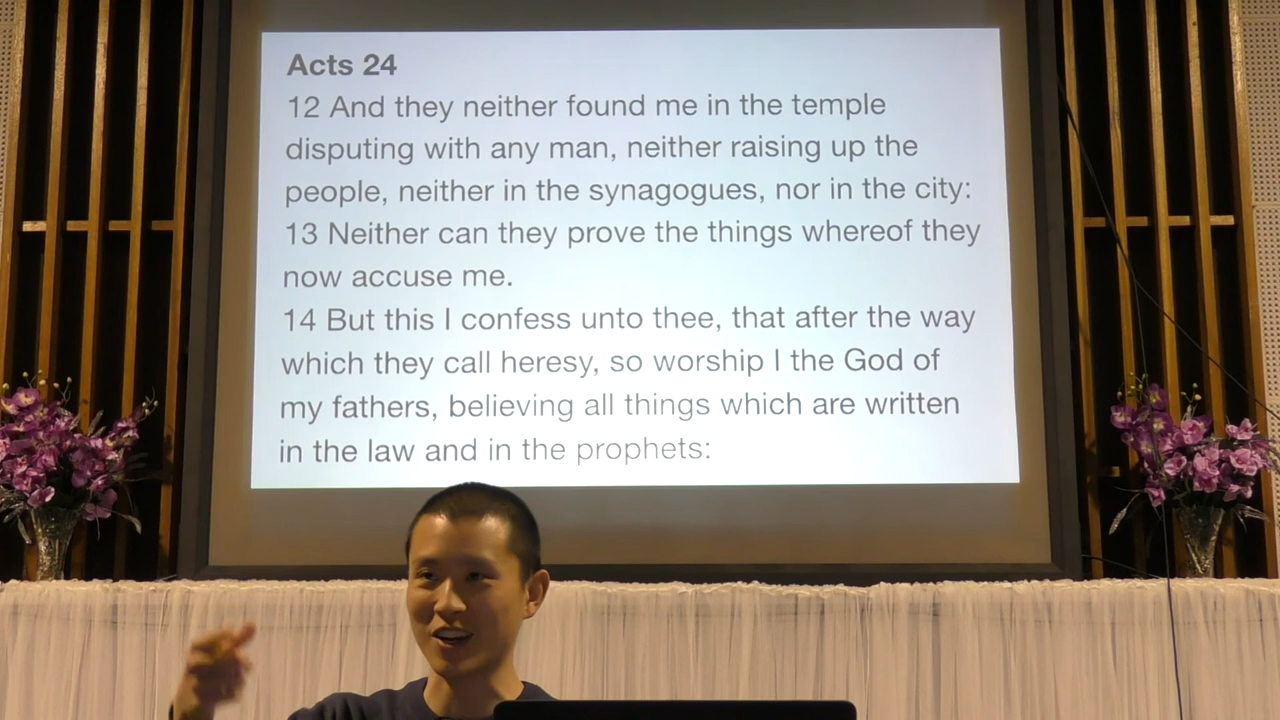 Acts 24
12 And they neither found me in the temple
disputing with any man, neither raising up the
people, neither in the synagogues, nor in the city:
13 Neither can they prove the things whereof they
now accuse me.
14 But this I confess unto thee, that after the way
which they call heresy, so worship I the God of
my fathers, believing all things which are written
in the law and in the prophets: